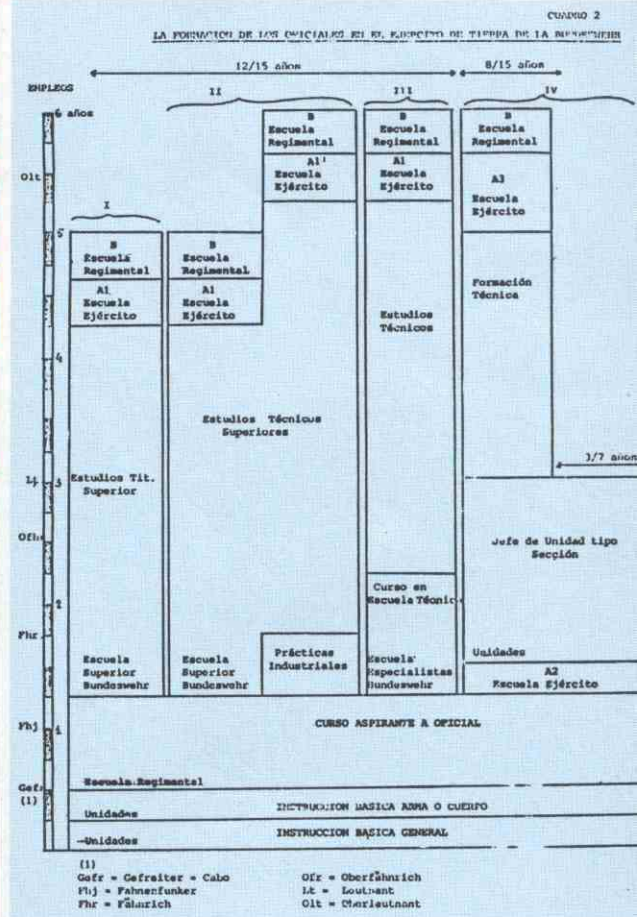 CUADRO 2
LA FORMACION DE LOS OFICIALES EN EL EJERCITO DE TIERRA DE LA
12/15 años
8/15 años
EMPLEOS
I
II
III
IV
6 años
B
Escuela
Regimental
A1
Escuela
Ejército
B
Escuela
Regimental
A1
Escuela
Ejército
B
Escuela
Regimental
A3
Escuela
Ejército
Olt
5
B
Escuela
Regimental
A1
Escuela
Ejército
B
Escuela
Regimental
A1
Escuela
Ejército
Formación
Técnica
Estudios
Técnicos
4
Estudios Técnicos
Superiores
3/7 años
Lt
3
Estudios Tit.
Superior
Ofhr
Jefe de Unidad tipo
Sección
2
Curso en
Escuela Técnic
Fhr
Prácticas
Industriales
Unidades
Escuela
Superior
Bundeswehr
Escuela
Superior
Bundeswehr
Escuela
Especialistas
Bundeswehr
A2
Escuela Ejército
Fhj
1
CURSO ASPIRANTE A OFICIAL
Escuela Regimental
Gefr
(1)
Unidades
INSTRUCCION BASICA ARMA O CUERPO
Unidades
INSTRUCCION BASICA GENERAL
(1)
Gefr = Gefreiter = Cabo
Fhj = Fahnenfunker
Fhr = Fähnrich
Ofr = Oberfähnrich
Lt = Leutnant
Olt = Oberleutnant